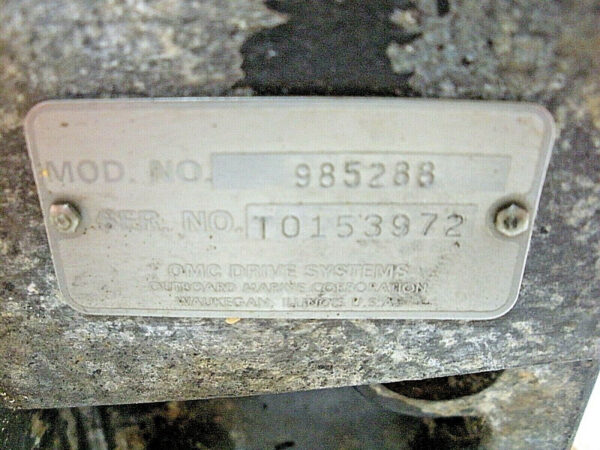 MOD. NO. 985288
SER. NO. T0153972
OMC DRIVE SYSTEMS
OUTBOARD MARINE CORPORATION
WAUKEGAN, ILLINOIS U.S.A.